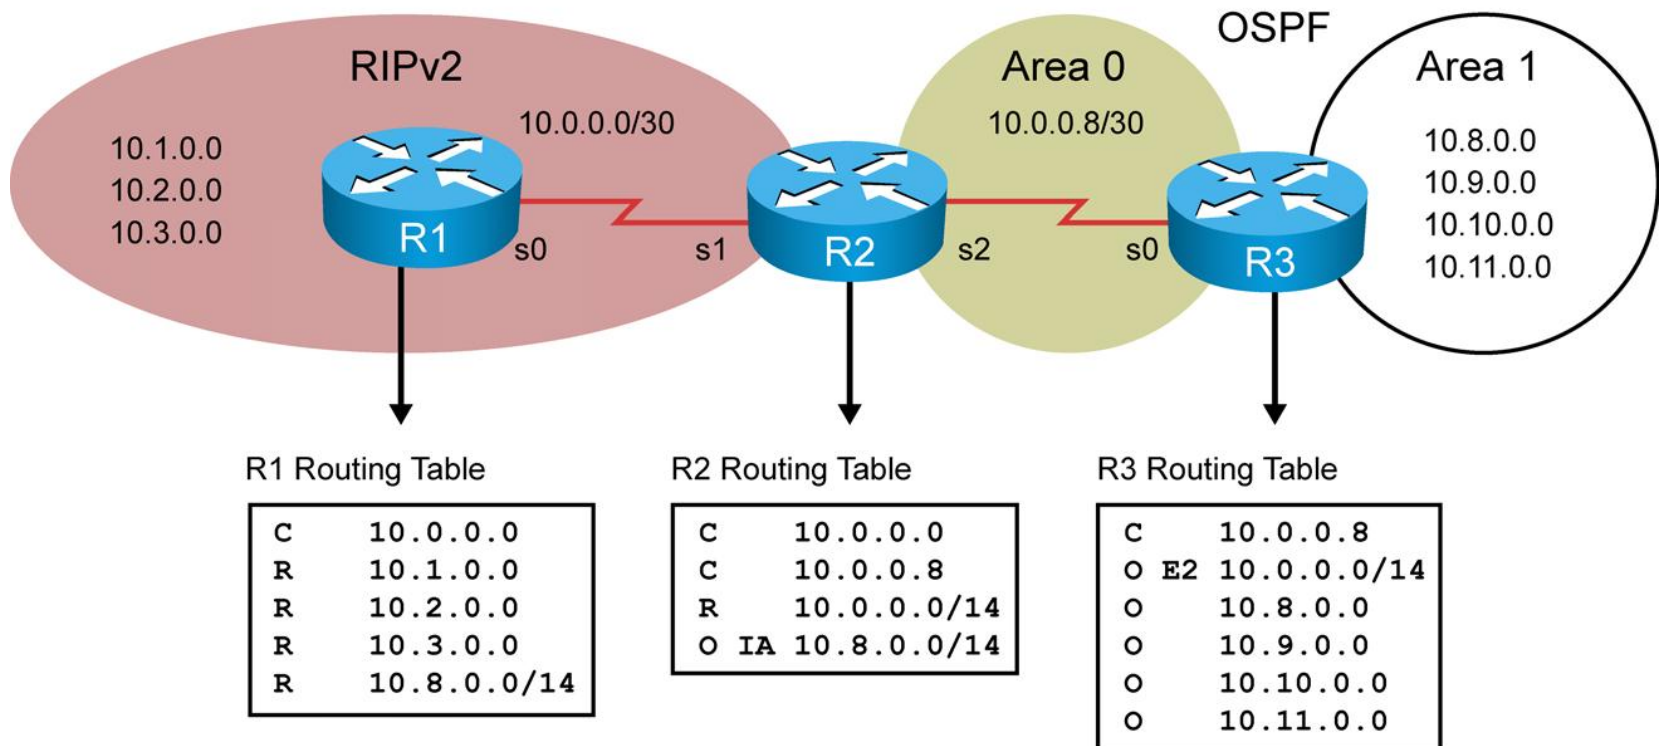 OSPF
RIPv2
Area 0
Area 1
10.0.0.0/30
10.0.0.8/30
10.1.0.0
10.2.0.0
10.3.0.0
10.8.0.0
10.9.0.0
10.10.0.0
10.11.0.0
R1
s0
s1
R2
s2
s0
R3
R1 Routing Table
C 10.0.0.0
R 10.1.0.0
R 10.2.0.0
R 10.3.0.0
R 10.8.0.0/14
R2 Routing Table
C 10.0.0.0
C 10.0.0.8
R 10.0.0.0/14
O IA 10.8.0.0/14
R3 Routing Table
C 10.0.0.8
O E2 10.0.0.0/14
O 10.8.0.0
O 10.9.0.0
O 10.10.0.0
O 10.11.0.0